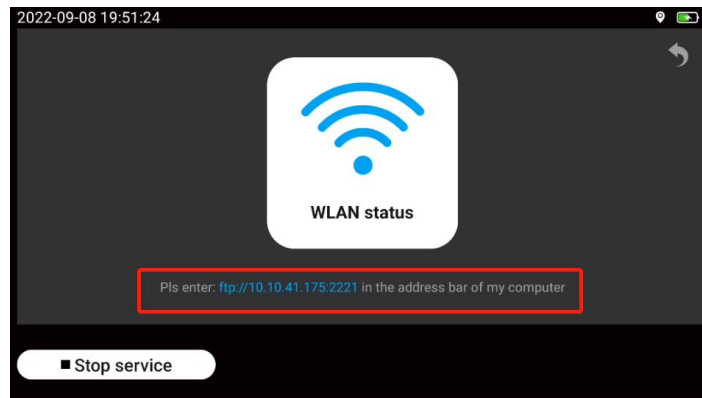 2022-09-08 19:51:24
WLAN status
Pls enter: ftp://10.10.41.175:2221 in the address bar of my computer
Stop service